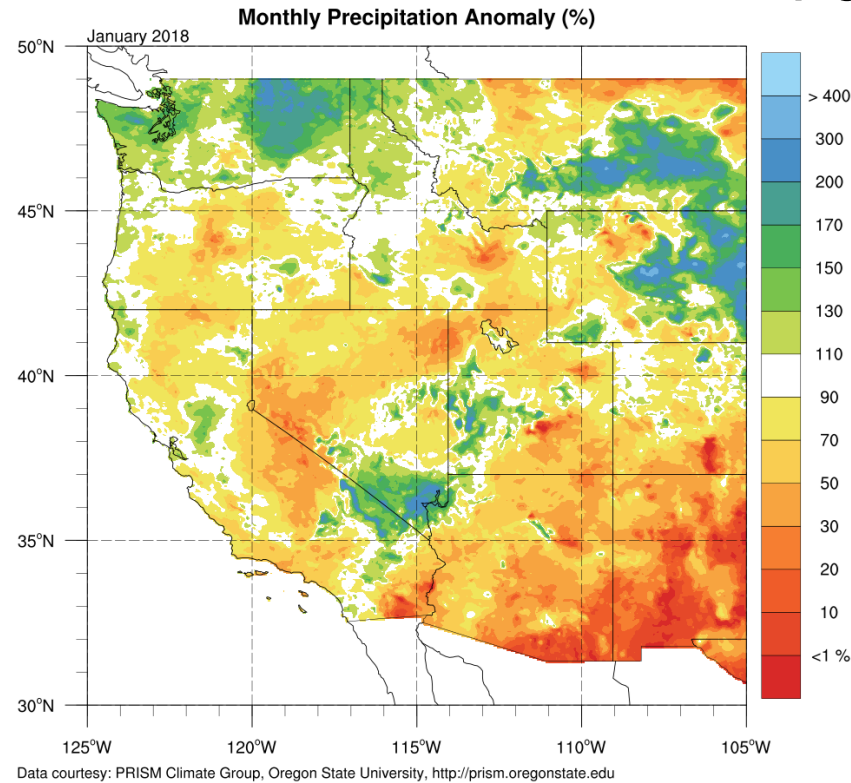 Monthly Precipitation Anomaly (%)
January 2018
50°N
45°N
40°N
35°N
30°N
125°W
120°W
115°W
110°W
105°W
> 400
300
200
170
150
130
110
90
70
50
30
20
10
<1 %
Data courtesy: PRISM Climate Group, Oregon State University, http://prism.oregonstate.edu